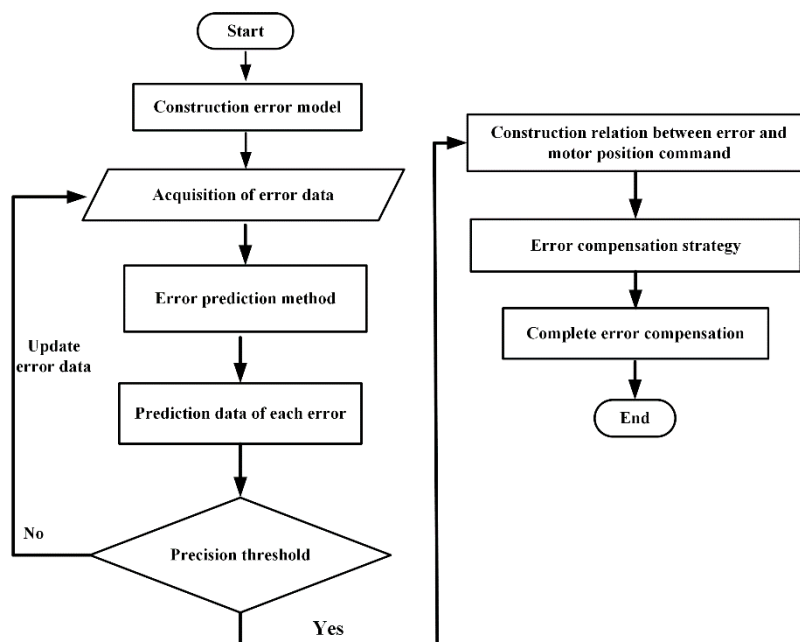 Start
Construction error model
Acquisition of error data
Error prediction method
Update
error data
Prediction data of each error
No
Precision threshold
Yes
Construction relation between error and
motor position command
Error compensation strategy
Complete error compensation
End